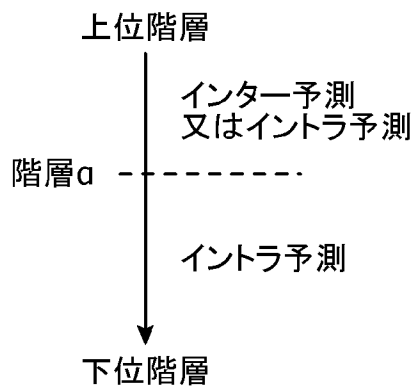 上位階層
インター予測
又はイントラ予測
階層α
イントラ予測
下位階層